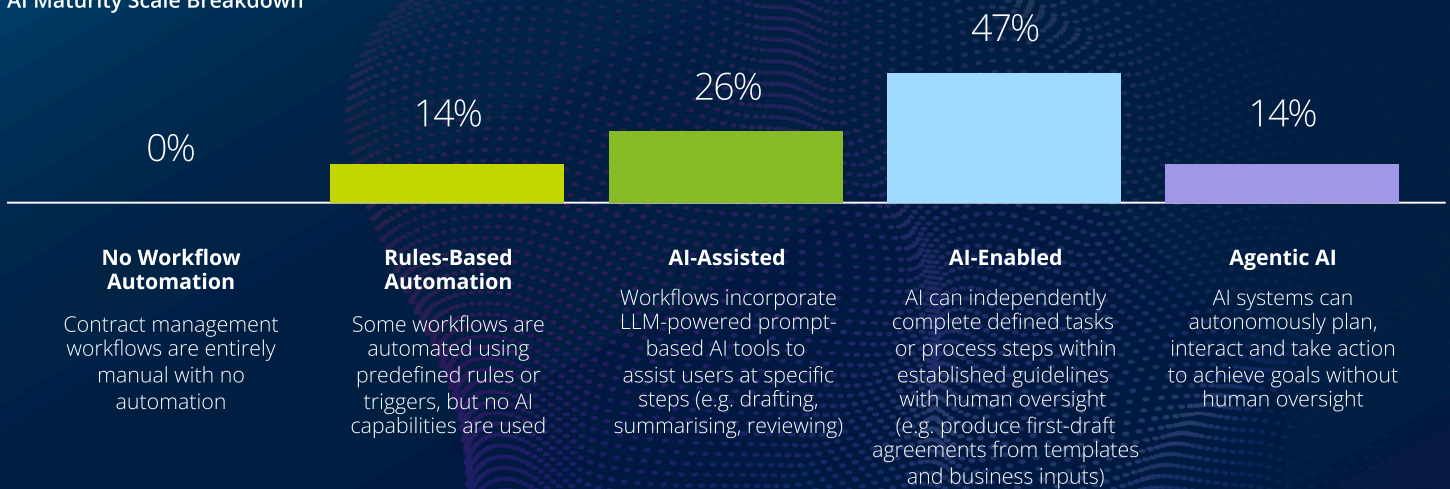 AI Maturity Scale Breakdown
0%
14%
26%
47%
14%
No Workflow
Automation
Contract management
workflows are entirely
manual with no
automation
Rules-Based
Automation
Some workflows are
automated using
predefined rules or
triggers, but no AI
capabilities are used
AI-Assisted
Workflows incorporate
LLM-powered prompt-
based AI tools to
assist users at specific
steps (e.g. drafting,
summarising, reviewing)
AI-Enabled
AI can independently
complete defined tasks
or process steps within
established guidelines
with human oversight
(e.g. produce first-draft
agreements from templates
and business inputs)
Agentic AI
AI systems can
autonomously plan,
interact and take action
to achieve goals without
human oversight